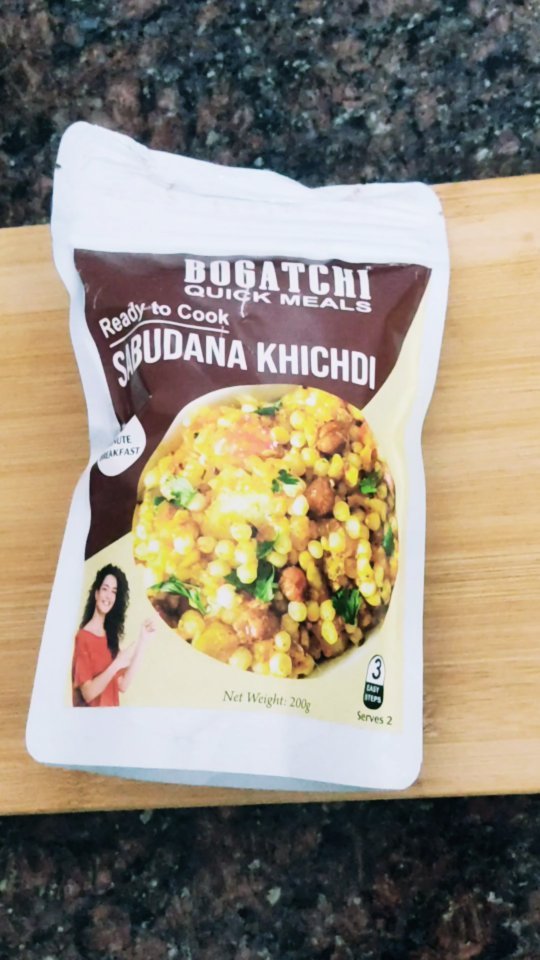 BOGATCHI
QUICK MEALS
Ready to Cook
SABUDANA KHICHDI
BREAKFAST
Net Weight: 200g
3
EASY
STEPS
Serves 2